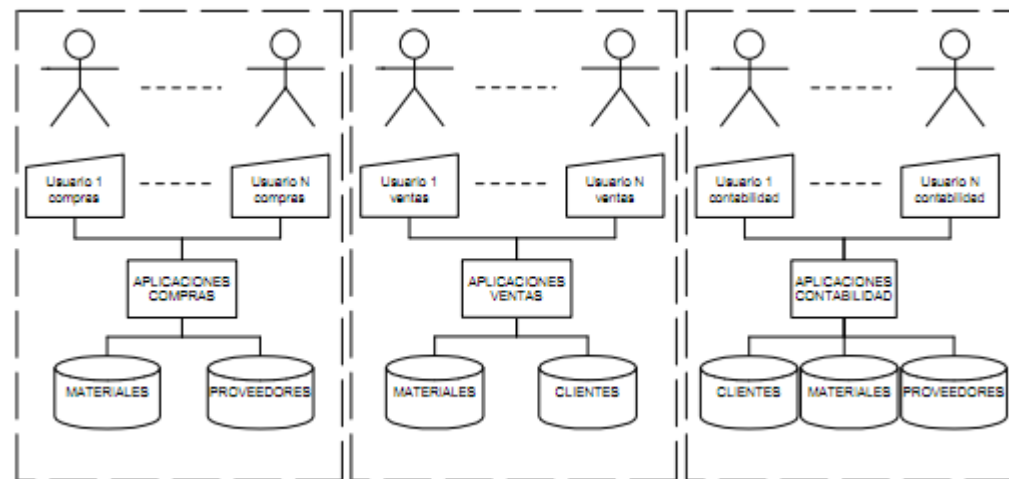 Usuario 1
compras
Usuario N
compras
Usuario 1
ventas
Usuario N
ventas
Usuario 1
contabilidad
Usuario N
contabilidad
APLICACIONES
COMPRAS
APLICACIONES
VENTAS
APLICACIONES
CONTABILIDAD
MATERIALES
PROVEEDORES
MATERIALES
CLIENTES
CLIENTES
MATERIALES
PROVEEDORES